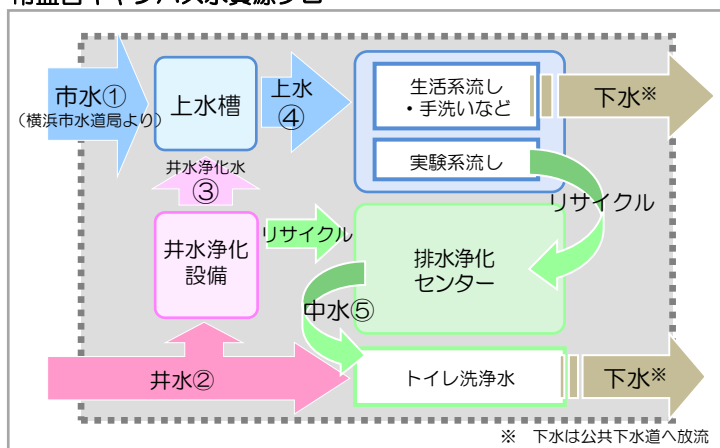 市水①
（横浜市水道局より）
上水槽
上水
④
生活系流し
・手洗いなど
下水※
実験系流し
井水浄化水
③
リサイクル
井水浄化
設備
リサイクル
排水浄化
センター
中水⑤
井水②
トイレ洗浄水
下水※
※　下水は公共下水道へ放流